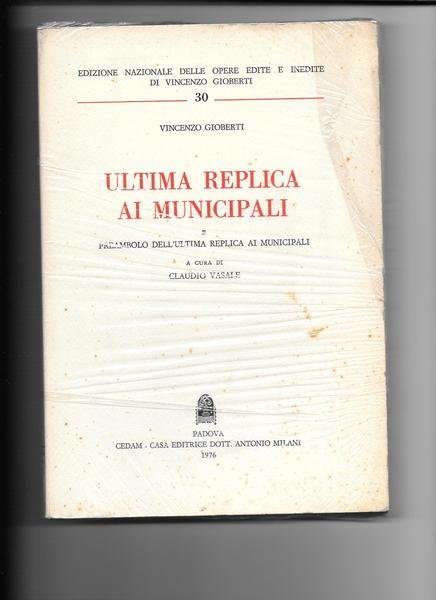 EDIZIONE NAZIONALE DELLE OPERE EDITE E INEDITE
DI VINCENZO GIOBERTI
30
VINCENZO GIOBERTI
ULTIMA REPLICA
AI MUNICIPALI
E
PREAMBOLO DELL'ULTIMA REPLICA AI MUNICIPALI
A CURA DI
CLAUDIO VASALE
PADOVA
CEDAM - CASA EDITRICE DOTT. ANTONIO MILANI
1976